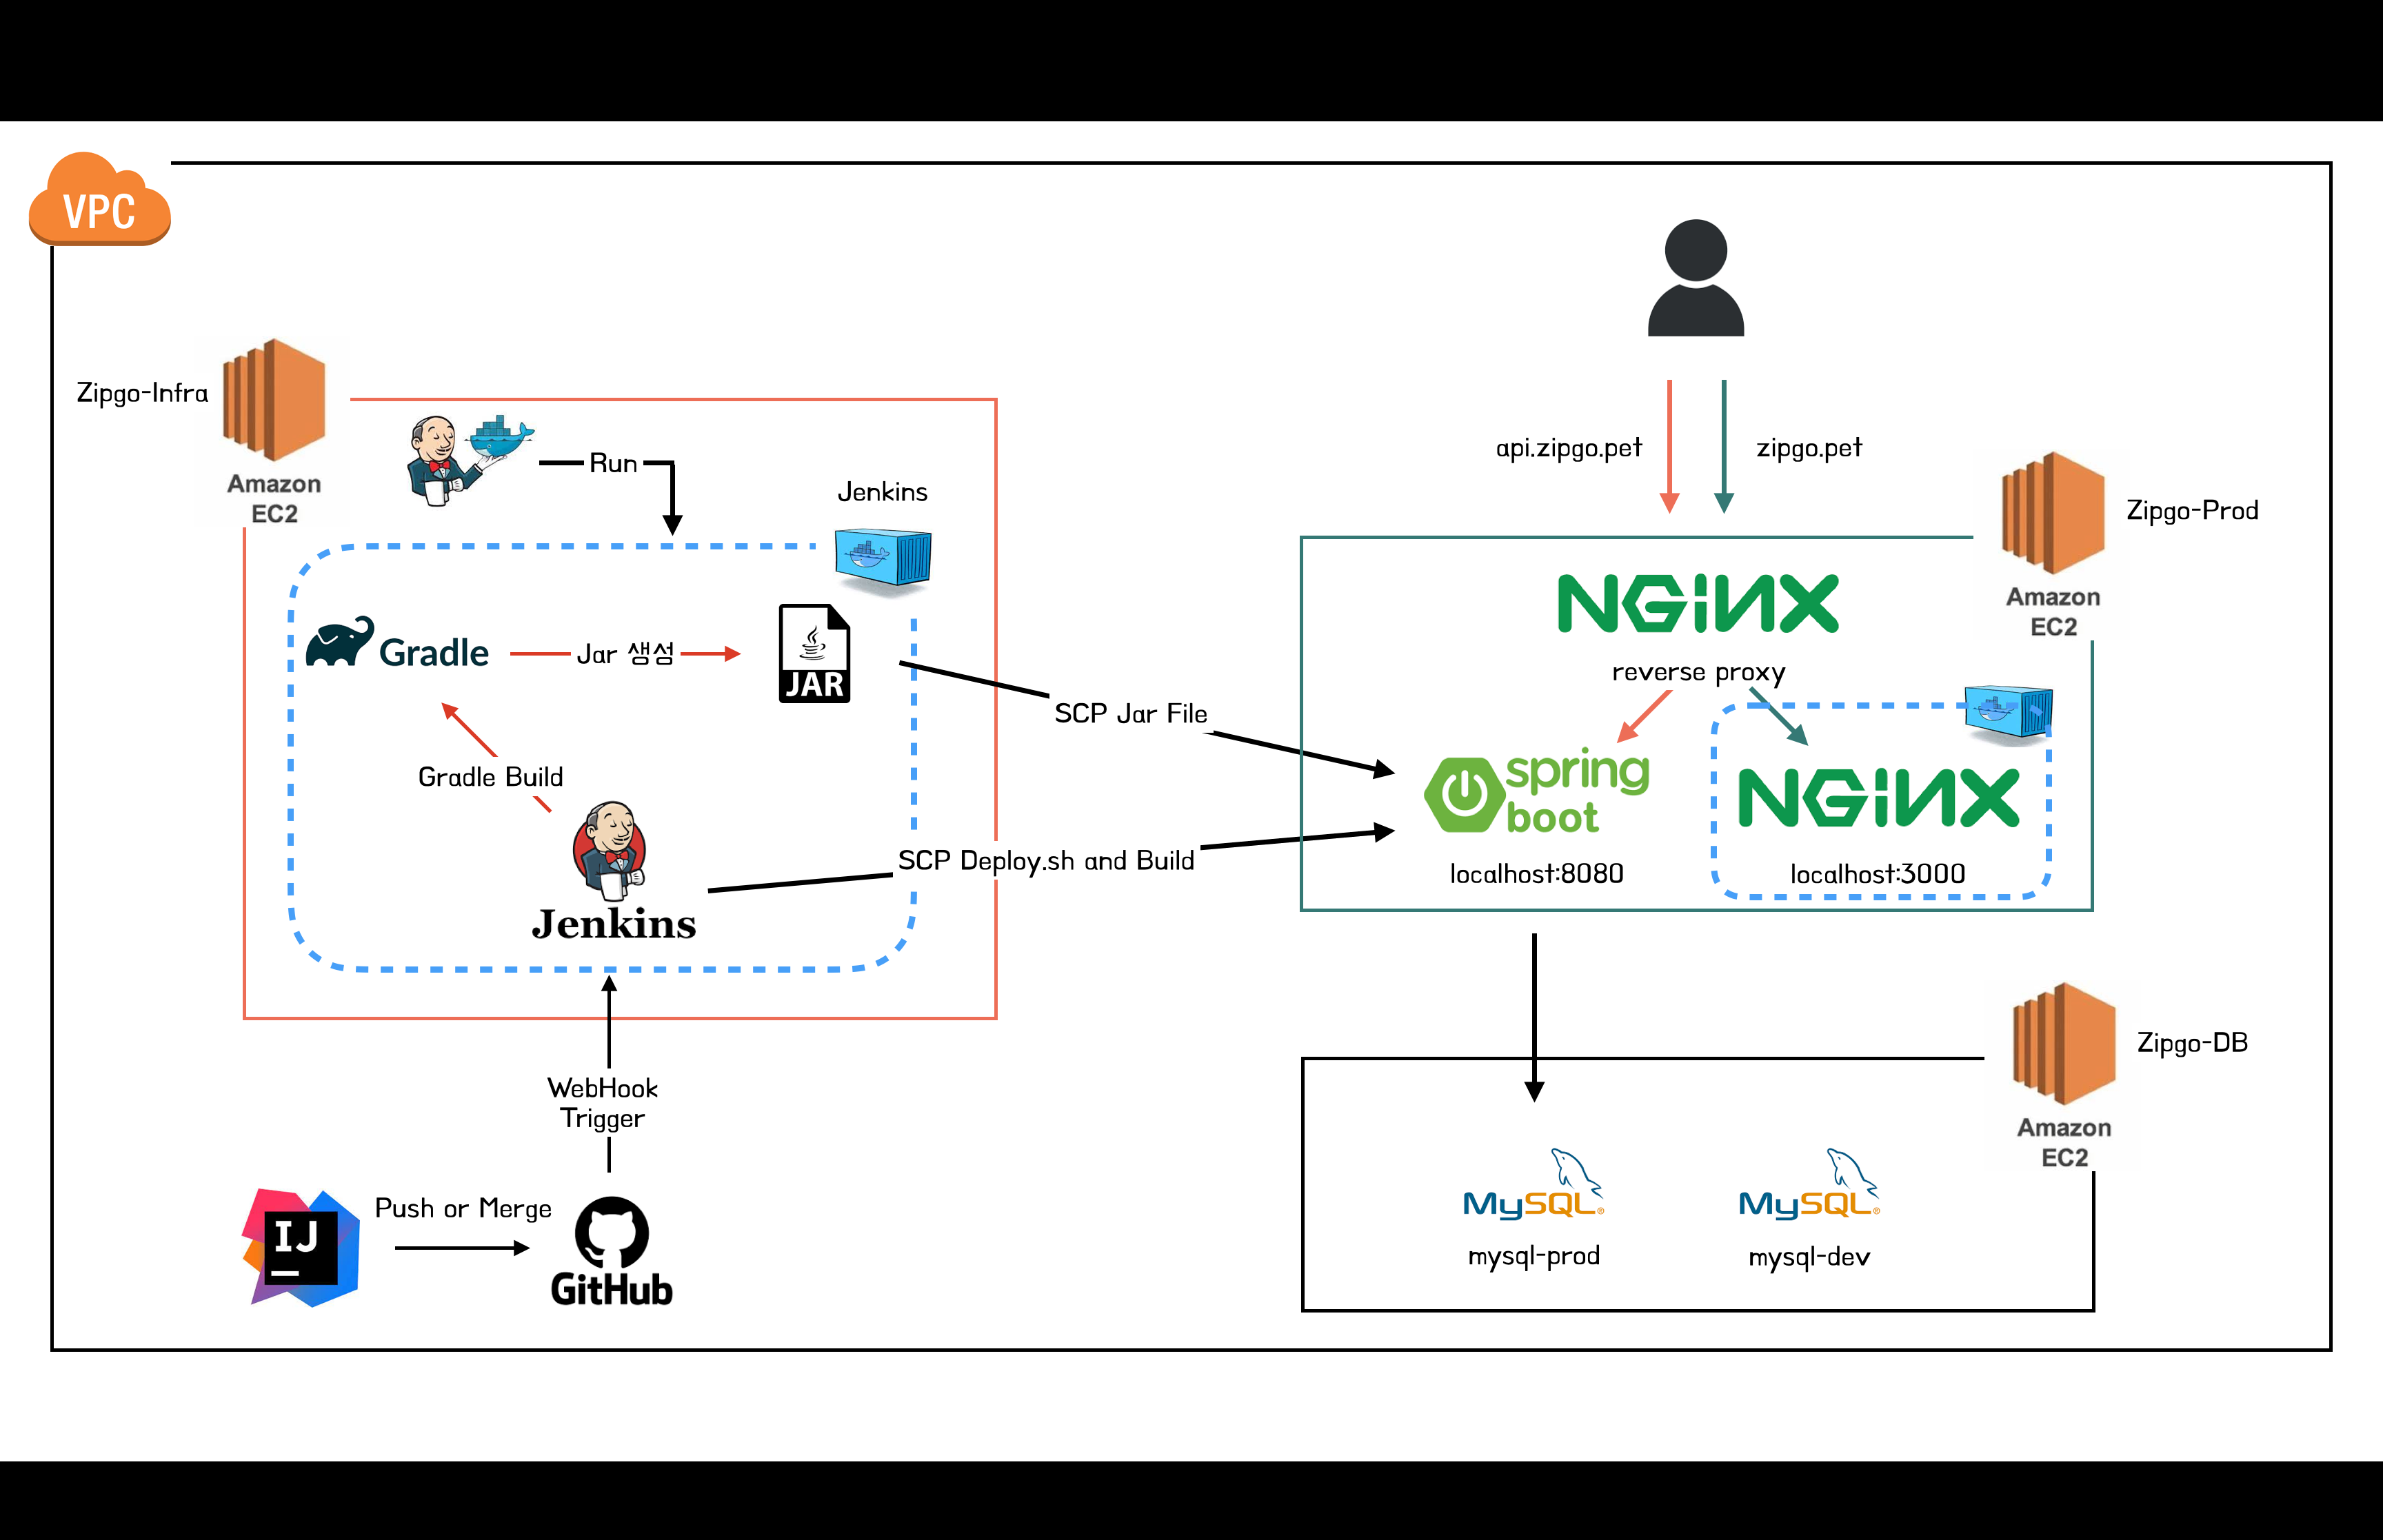 VPC
Zipgo-Infra
Amazon
EC2
Run
Jenkins
Gradle
Jar 생성
JAR
Gradle Build
Jenkins
SCP Jar File
SCP Deploy.sh and Build
WebHook
Trigger
IJ
Push or Merge
GitHub
api.zipgo.pet
zipgo.pet
Zipgo-Prod
Amazon
EC2
NGiNX
reverse proxy
spring
boot
localhost:8080
NGiNX
localhost:3000
Zipgo-DB
Amazon
EC2
MySQL®
mysql-prod
MySQL®
mysql-dev